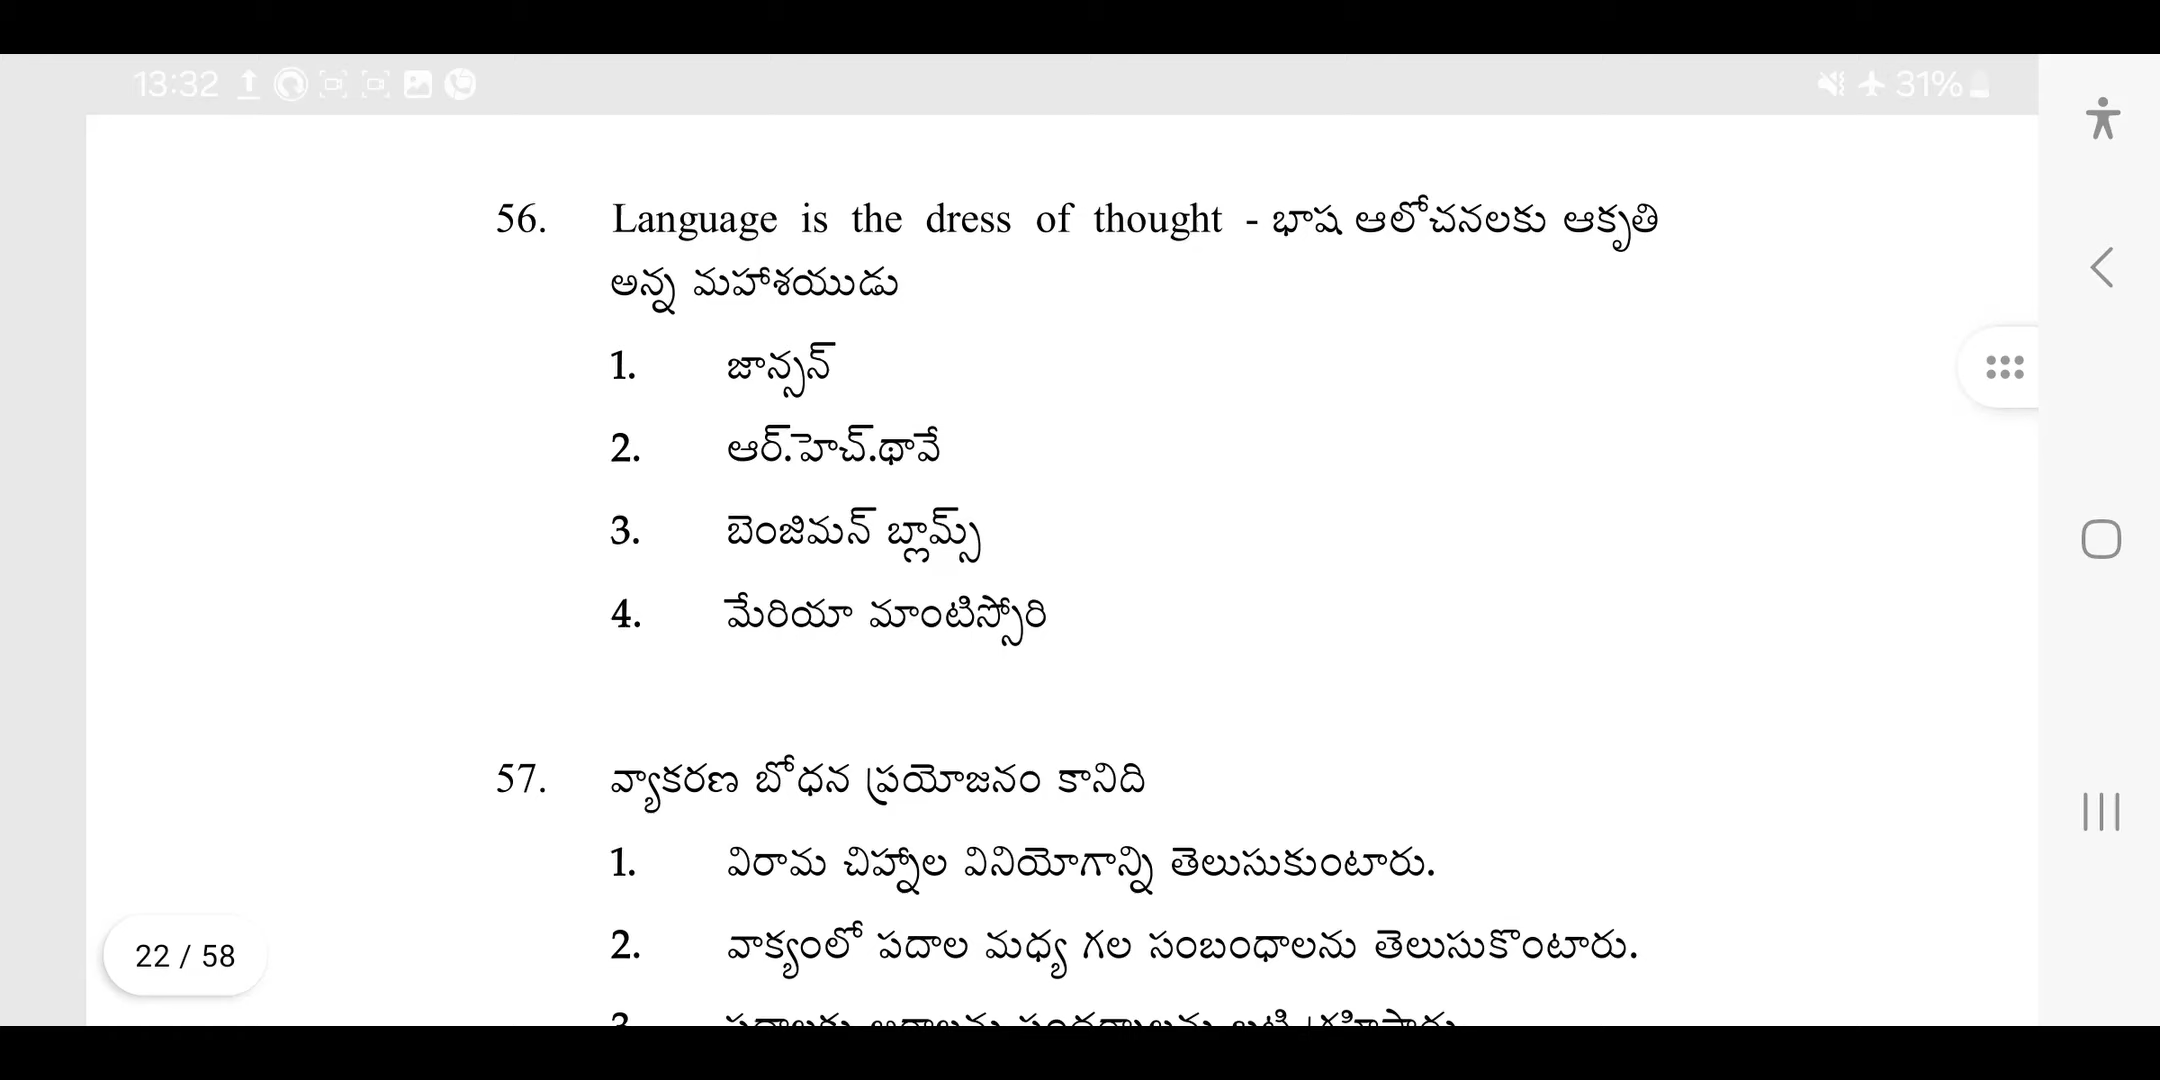 13:32
31%
56. Language is the dress of thought - భాష ఆలోచనలకు ఆకృతి
అన్న మహాశయుడు
1. జాన్సన్
2. ఆర్.హెచ్.థావే
3. బెంజిమన్ బ్లామ్స్
4. మేరియా మాంటిస్సోరి
57. వ్యాకరణ బోధన ప్రయోజనం కానిది
1. విరామ చిహ్నాల వినియోగాన్ని తెలుసుకుంటారు.
2. వాక్యంలో పదాల మధ్య గల సంబంధాలను తెలుసుకొంటారు.
22 / 58